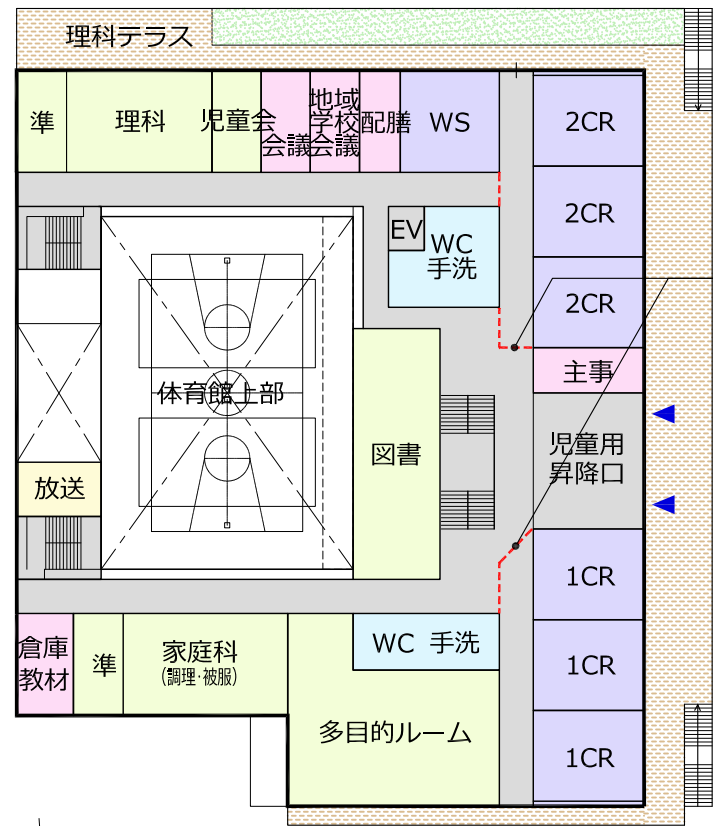 理科テラス
準
理科
児童会
会議
地域
学校
会議
配膳
WS
2CR
2CR
2CR
EV
WC
手洗
主事
体育館上部
図書
児童用
昇降口
放送
1CR
1CR
1CR
倉庫
教材
準
家庭科
(調理・被服)
WC 手洗
多目的ルーム